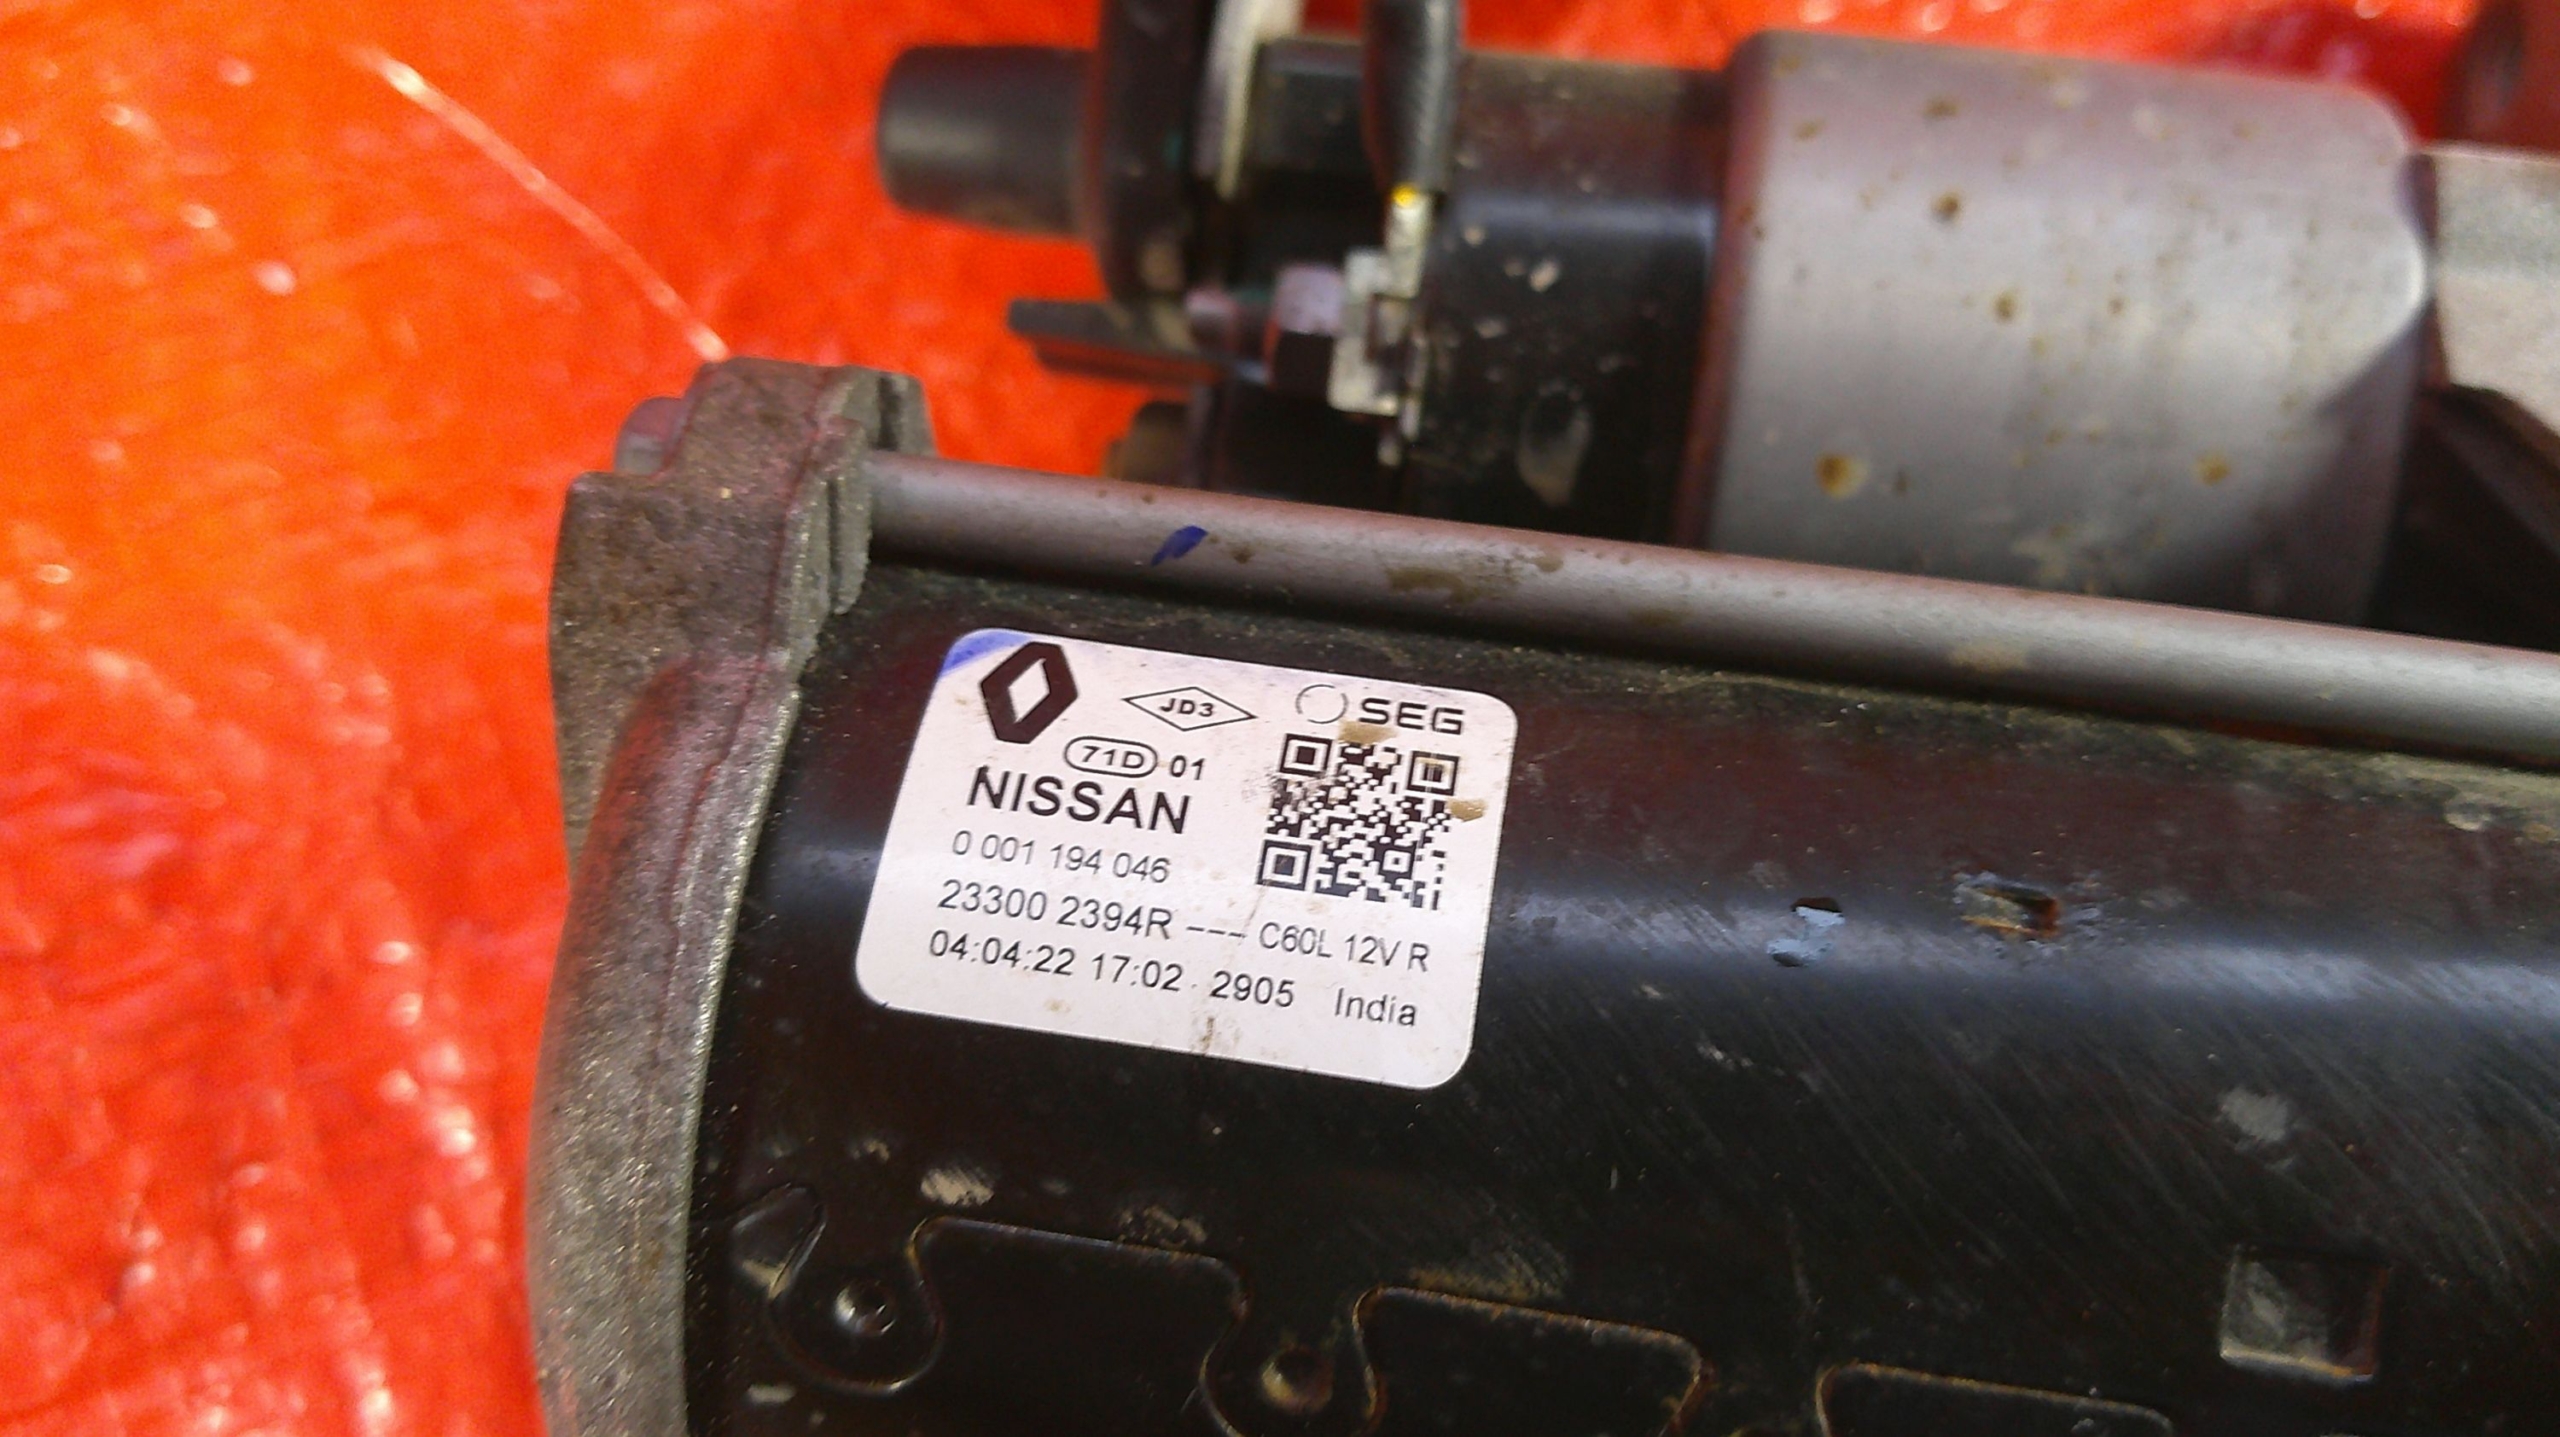 JD3 SEG
71D 01
NISSAN
0 001 194 046
23300 2394R --- C60L 12V R
04:04:22 17:02 2905 India